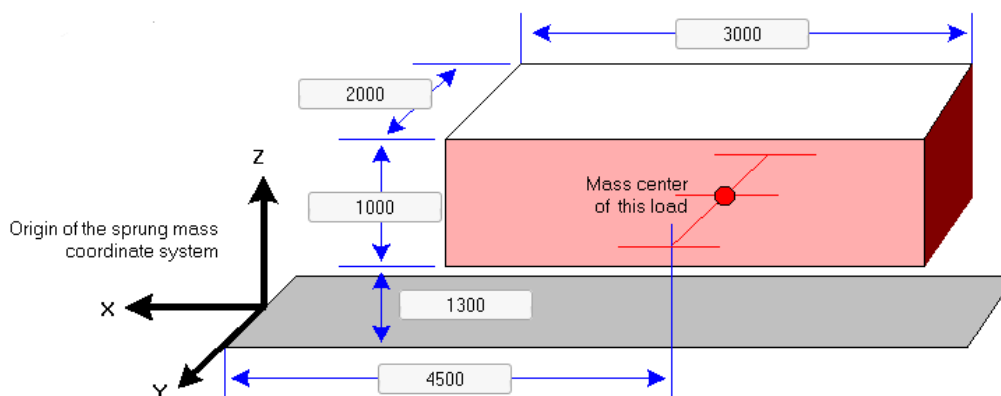 3000
2000
Z
Mass center
of this load
1000
Origin of the sprung mass
coordinate system
X
1300
4500
Y